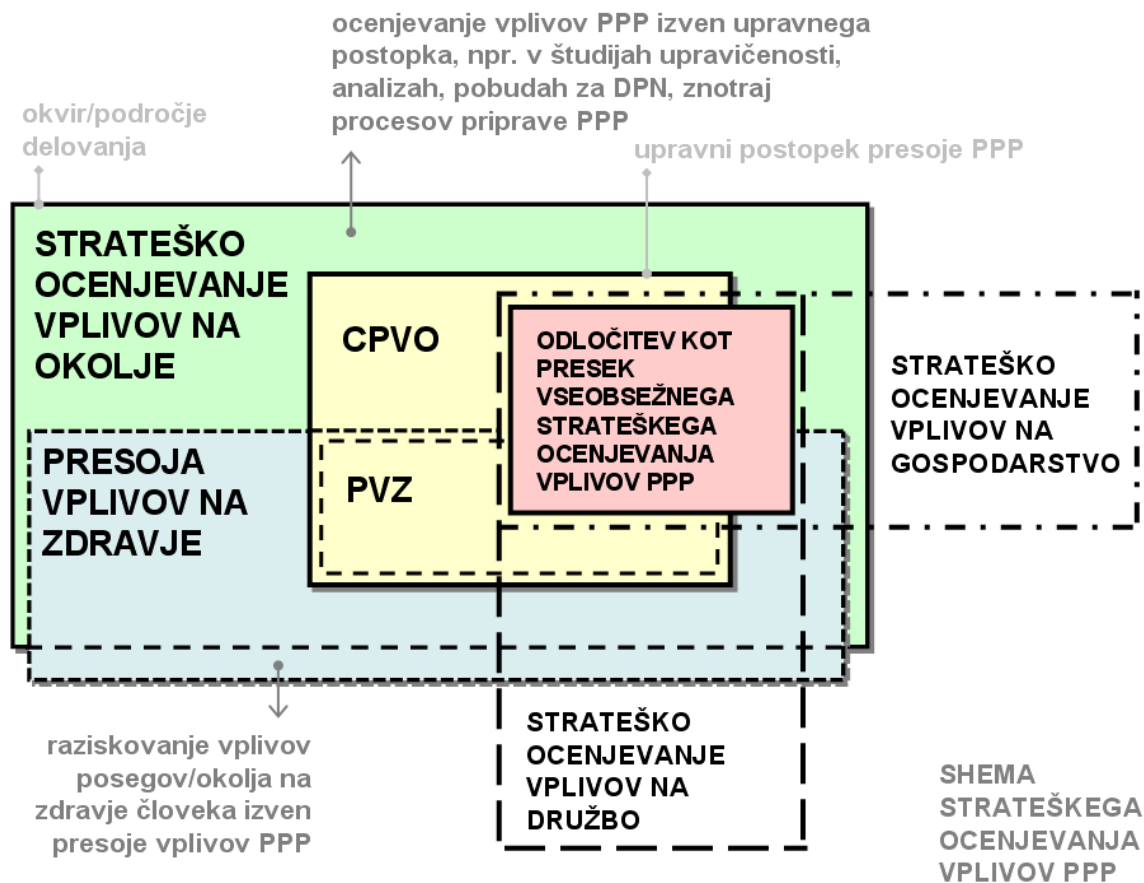 ocenjevanje vplivov PPP izven upravnega
postopka, npr. v študijah upravičenosti,
analizah, pobudah za DPN, znotraj
procesov priprave PPP
okvir/področje
delovanja
upravni postopek presoje PPP
STRATEŠKO
OCENJEVANJE
VPLIVOV NA
OKOLJE
CPVO
ODLOČITEV KOT
PRESEK
VSEOBSEŽNEGA
STRATEŠKEGA
OCENJEVANJA
VPLIVOV PPP
STRATEŠKO
OCENJEVANJE
VPLIVOV NA
GOSPODARSTVO
PRESOJA
VPLIVOV NA
ZDRAVJE
PVZ
STRATEŠKO
OCENJEVANJE
VPLIVOV NA
DRUŽBO
raziskovanje vplivov
posegov/okolja na
zdravje človeka izven
presoje vplivov PPP
SHEMA
STRATEŠKEGA
OCENJEVANJA
VPLIVOV PPP